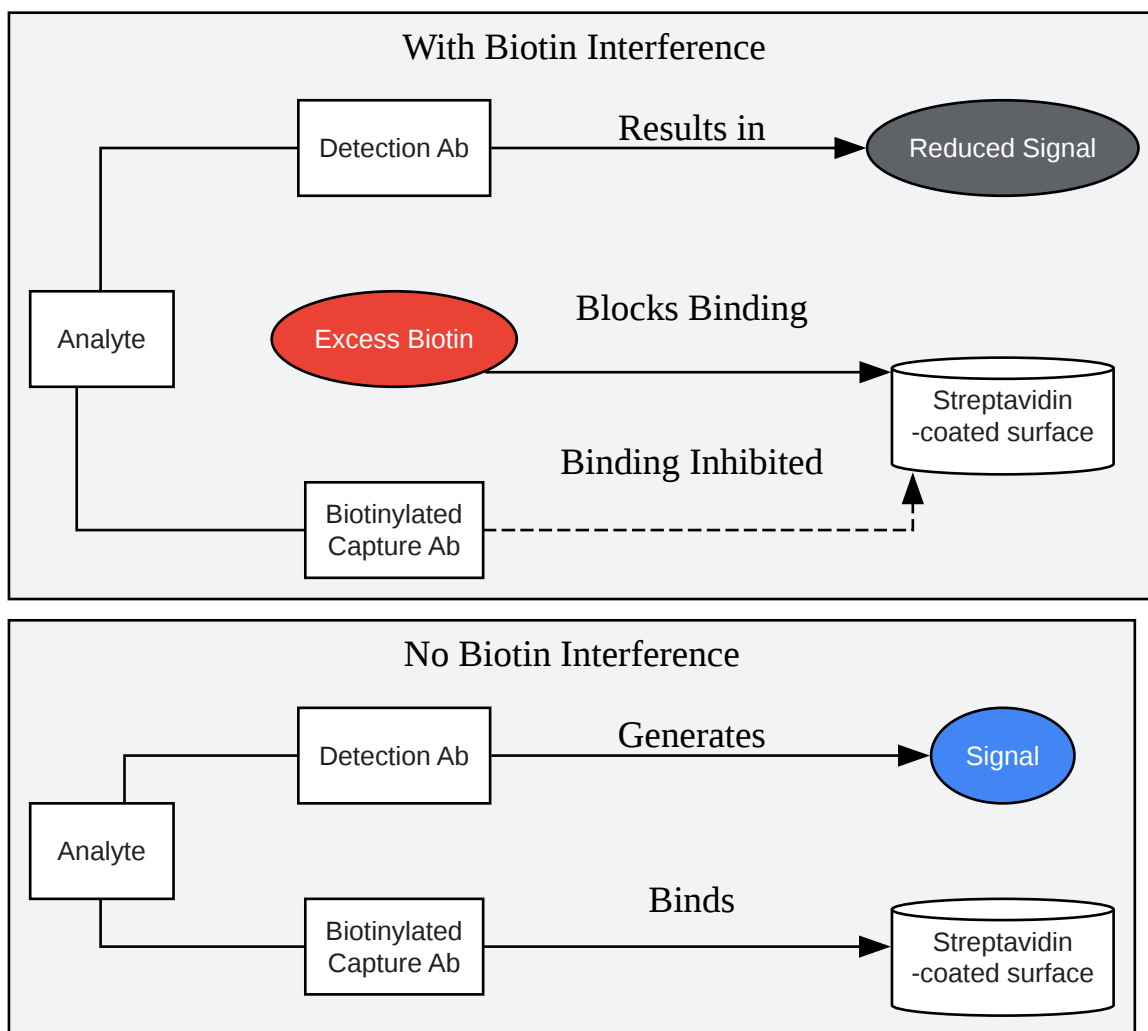 With Biotin Interference
Detection Ab
Results in
Reduced Signal
Analyte
Excess Biotin
Blocks Binding
Streptavidin
-coated surface
Binding Inhibited
Biotinylated
Capture Ab
No Biotin Interference
Detection Ab
Generates
Signal
Analyte
Biotinylated
Capture Ab
Binds
Streptavidin
-coated surface